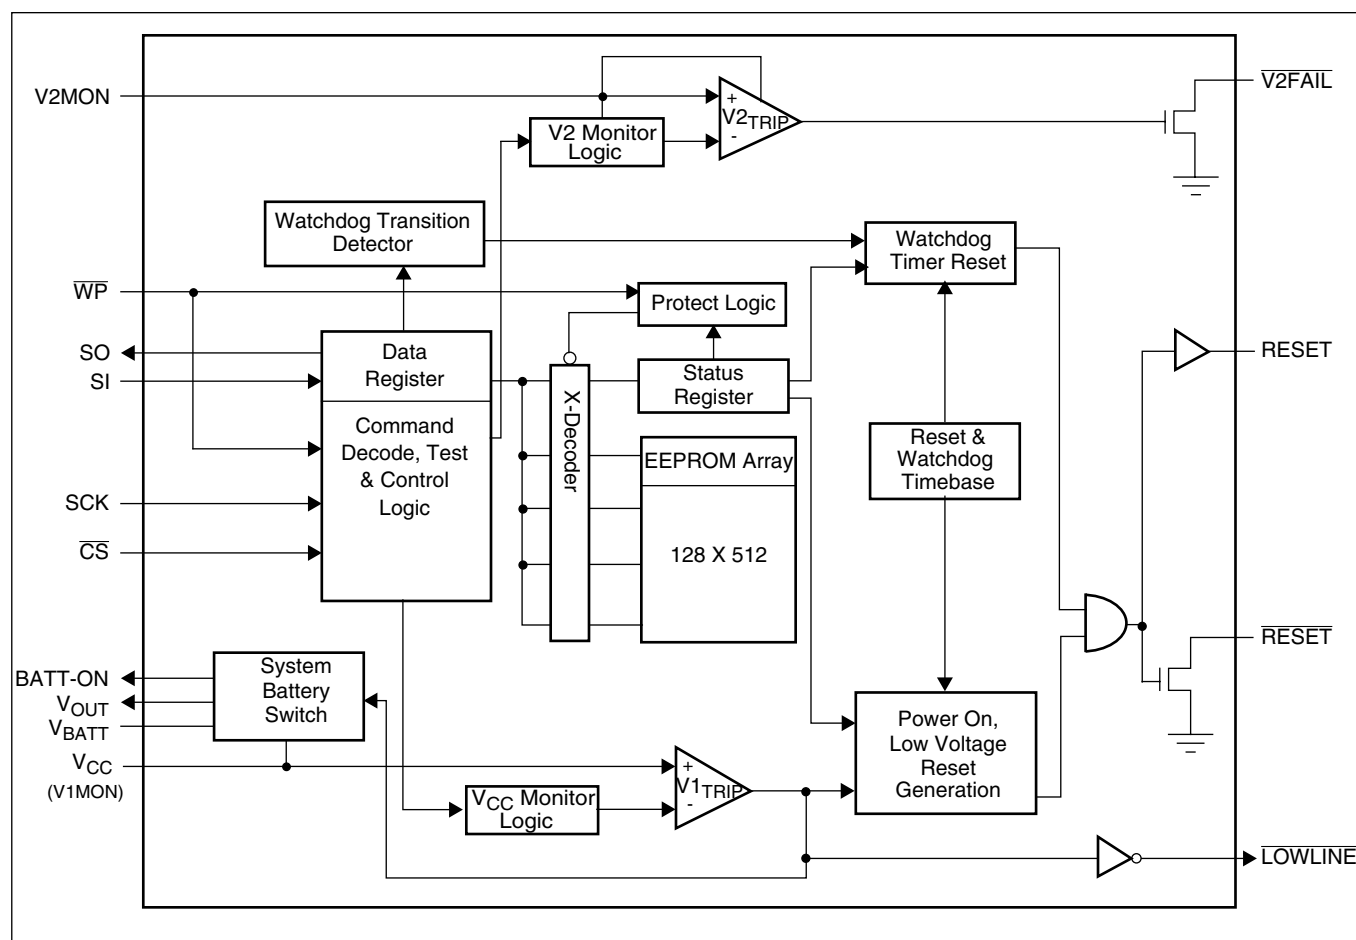 V2MON
+
V2TRIP
-
V2 Monitor
Logic
V2FAIL
Watchdog Transition
Detector
Watchdog
Timer Reset
WP
Protect Logic
SO
SI
Data
Register
Status
Register
X-Decoder
RESET
Command
Decode, Test
& Control
Logic
EEPROM Array
128 X 512
Reset &
Watchdog
Timebase
SCK
CS
RESET
BATT-ON
VOUT
VBATT
VCC
(V1MON)
System
Battery
Switch
+
V1TRIP
-
VCC Monitor
Logic
Power On,
Low Voltage
Reset
Generation
LOWLINE